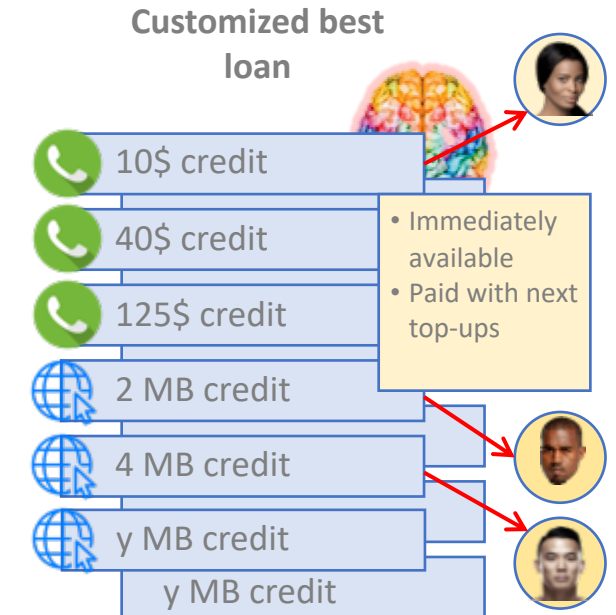 Customized best
loan
10$ credit
40$ credit
125$ credit
2 MB credit
4 MB credit
y MB credit
y MB credit
• Immediately
available
• Paid with next
top-ups